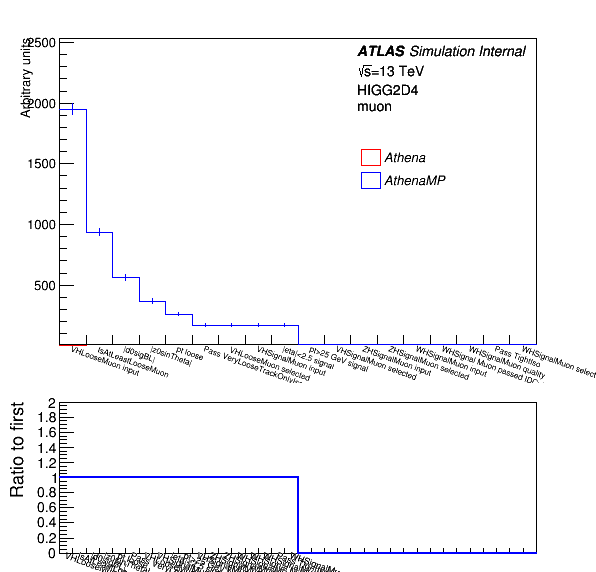 Arbitrary units
2500
2000
1500
1000
500
ATLAS Simulation Internal
√s=13 TeV
HIGG2D4
muon
Athena
AthenaMP
VHLooseMuon input
IsAtLeastLooseMuon
|d0sigBL|
|z0sinTheta|
pt loose
Pass VeryLooseTrackOnlyIso
VHLooseMuon selected
VHSignalMuon input
|eta|<2.5 signal
pt>25 GeV signal
VHSignalMuon selected
ZHSignalMuon input
ZHSignalMuon selected
WHSignalMuon input
WHSignal Muon passed IDC
WHSignalMuon quality
Pass TightIso
WHSignalMuon select
Ratio to first
2
1.8
1.6
1.4
1.2
1
0.8
0.6
0.4
0.2
0